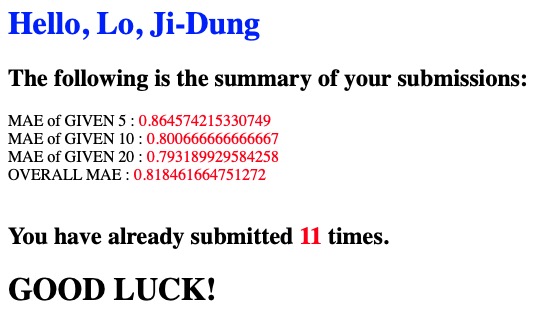 Hello, Lo, Ji-Dung
The following is the summary of your submissions:
MAE of GIVEN 5 : 0.864574215330749
MAE of GIVEN 10 : 0.800666666666667
MAE of GIVEN 20 : 0.793189929584258
OVERALL MAE : 0.818461664751272
You have already submitted 11 times.
GOOD LUCK!